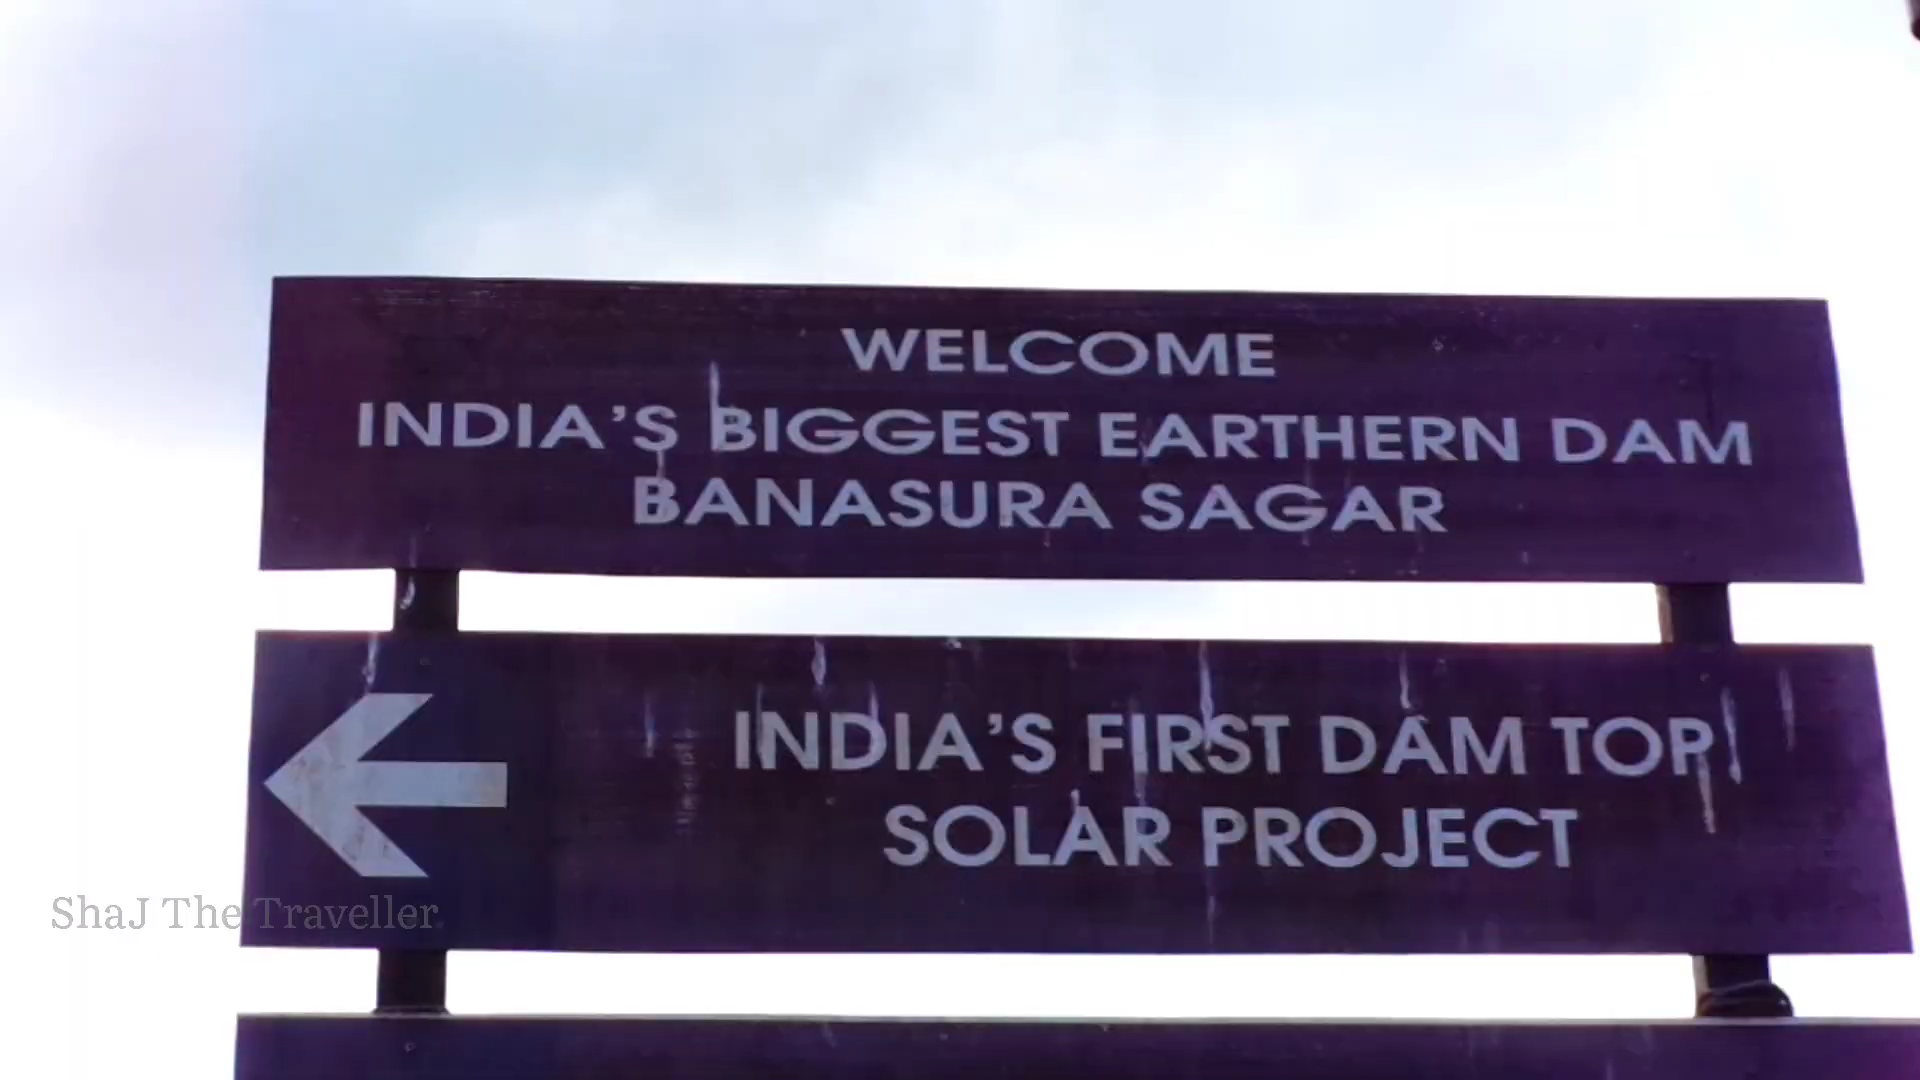 WELCOME
INDIA'S BIGGEST EARTHERN DAM
BANASURA SAGAR
INDIA'S FIRST DAM TOP
SOLAR PROJECT
ShaJ The Traveller